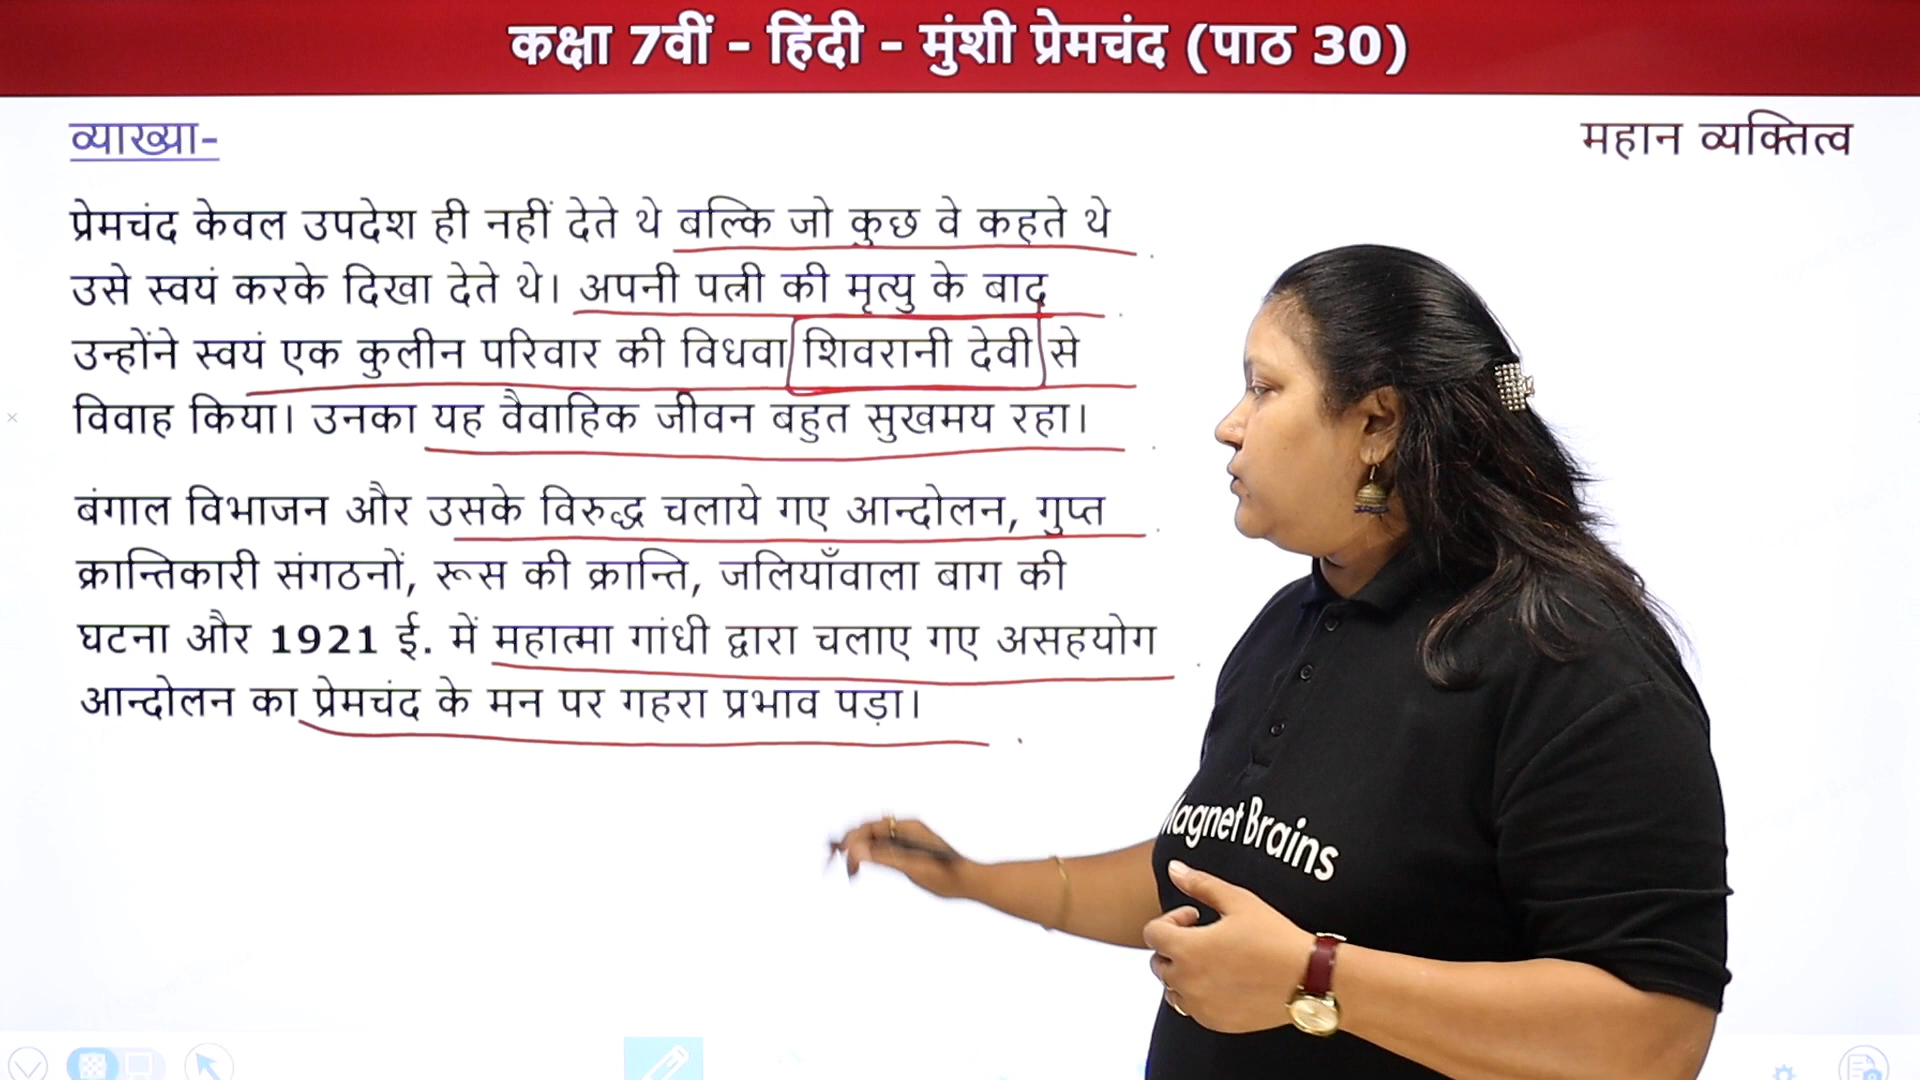 कक्षा 7वीं - हिंदी - मुंशी प्रेमचंद (पाठ 30)
व्याख्या-
महान व्यक्तित्व
प्रेमचंद केवल उपदेश ही नहीं देते थे बल्कि जो कुछ वे कहते थे
उसे स्वयं करके दिखा देते थे। अपनी पत्नी की मृत्यु के बाद
उन्होंने स्वयं एक कुलीन परिवार की विधवा शिवरानी देवी से
विवाह किया। उनका यह वैवाहिक जीवन बहुत सुखमय रहा।
बंगाल विभाजन और उसके विरुद्ध चलाये गए आन्दोलन, गुप्त
क्रान्तिकारी संगठनों, रूस की क्रान्ति, जलियाँवाला बाग की
घटना और 1921 ई. में महात्मा गांधी द्वारा चलाए गए असहयोग
आन्दोलन का प्रेमचंद के मन पर गहरा प्रभाव पड़ा।
Magnet Brains